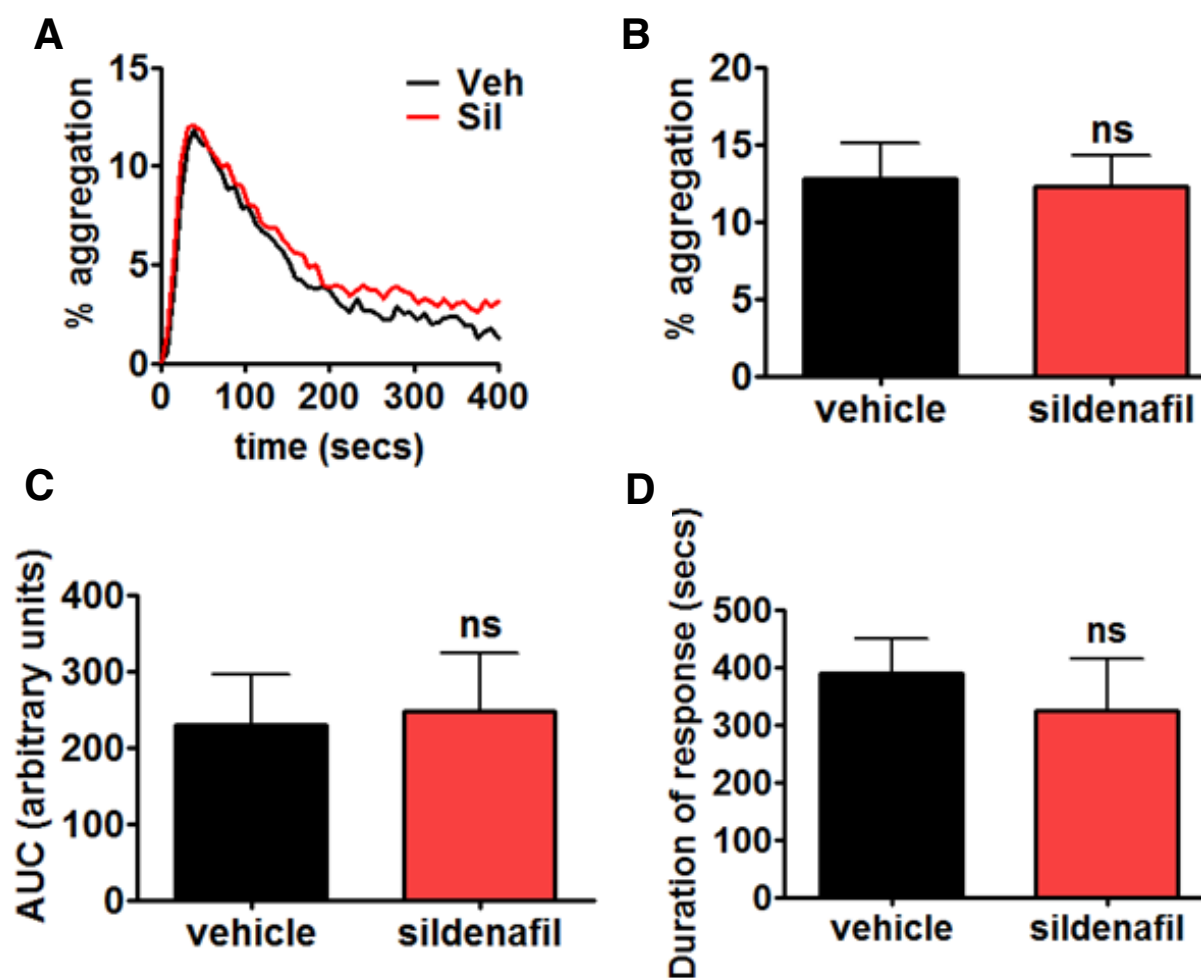 A
% aggregation
15
10
5
0
0 100 200 300 400
time (secs)
Veh
Sil
B
% aggregation
20
15
10
5
0
ns
vehicle sildenafil
C
AUC (arbitrary units)
400
300
200
100
0
ns
vehicle sildenafil
D
Duration of response (secs)
500
400
300
200
100
0
ns
vehicle sildenafil